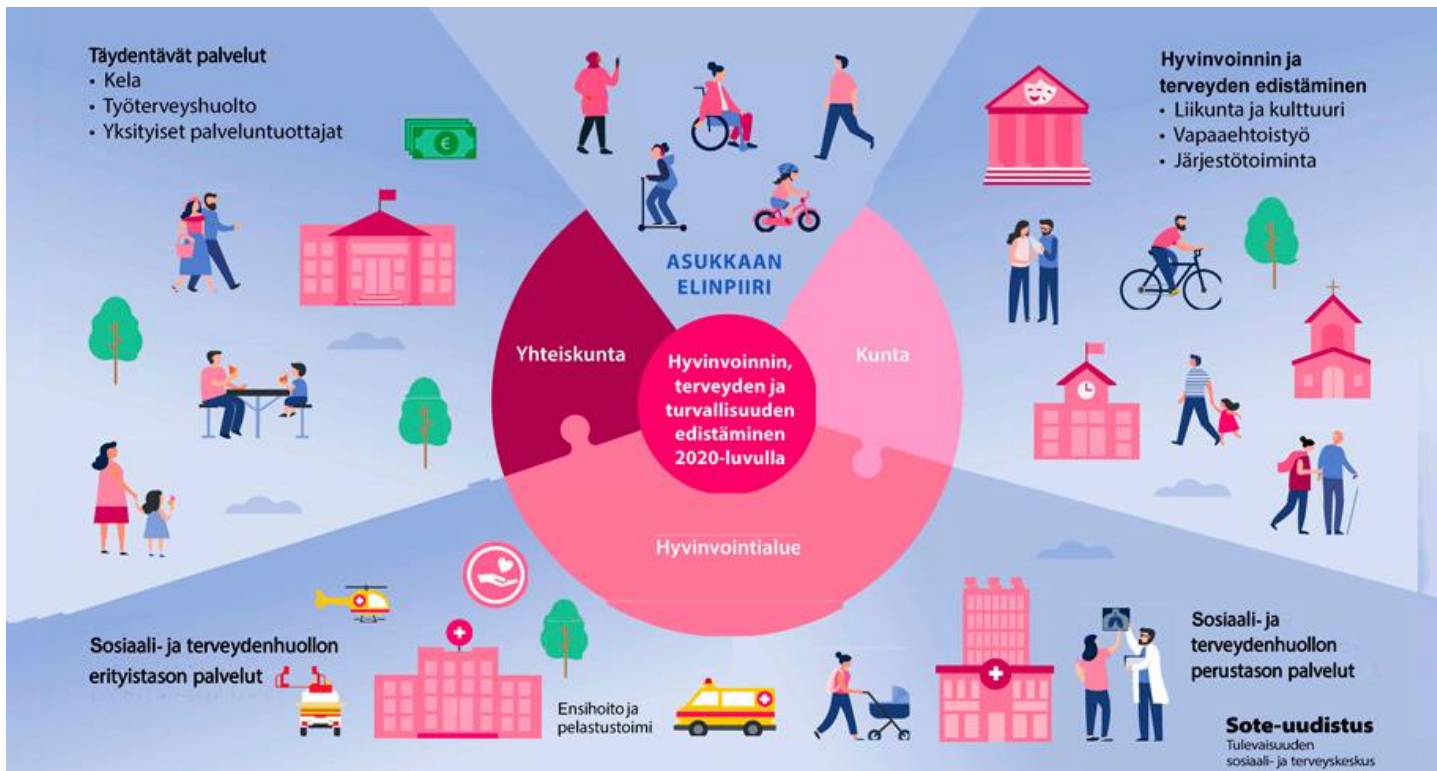 Täydentävät palvelut
• Kela
• Työterveyshuolto
• Yksityiset palveluntuottajat
Hyvinvoinnin ja
terveyden edistäminen
• Liikunta ja kulttuuri
• Vapaaehtoistyö
• Järjestötoiminta
ASUKKAAN
ELINPIIRI
Yhteiskunta
Kunta
Hyvinvoinnin,
terveyden ja
turvallisuuden
edistäminen
2020-luvulla
Hyvinvointialue
Sosiaali- ja terveydenhuollon
erityistason palvelut
Ensihoito ja
pelastustoimi
Sosiaali- ja
terveydenhuollon
perustason palvelut
Sote-uudistus
Tulevaisuuden
sosiaali- ja terveyskeskus